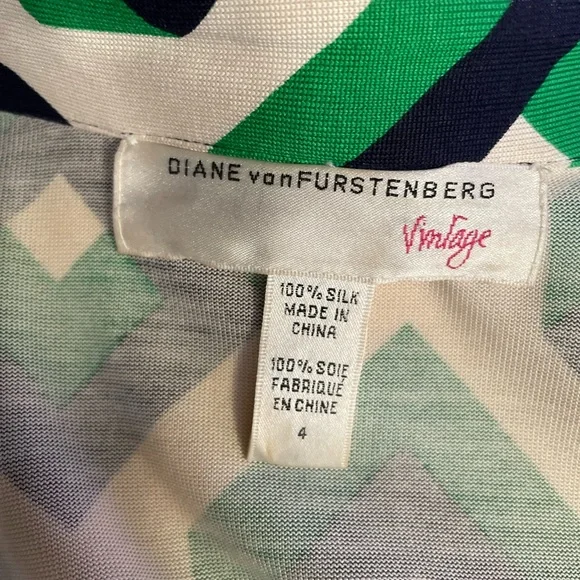 DIANE vonFURSTENBERG
Vintage
100% SILK
MADE IN
CHINA
100% SOIE
FABRIQUÉ
EN CHINE
4